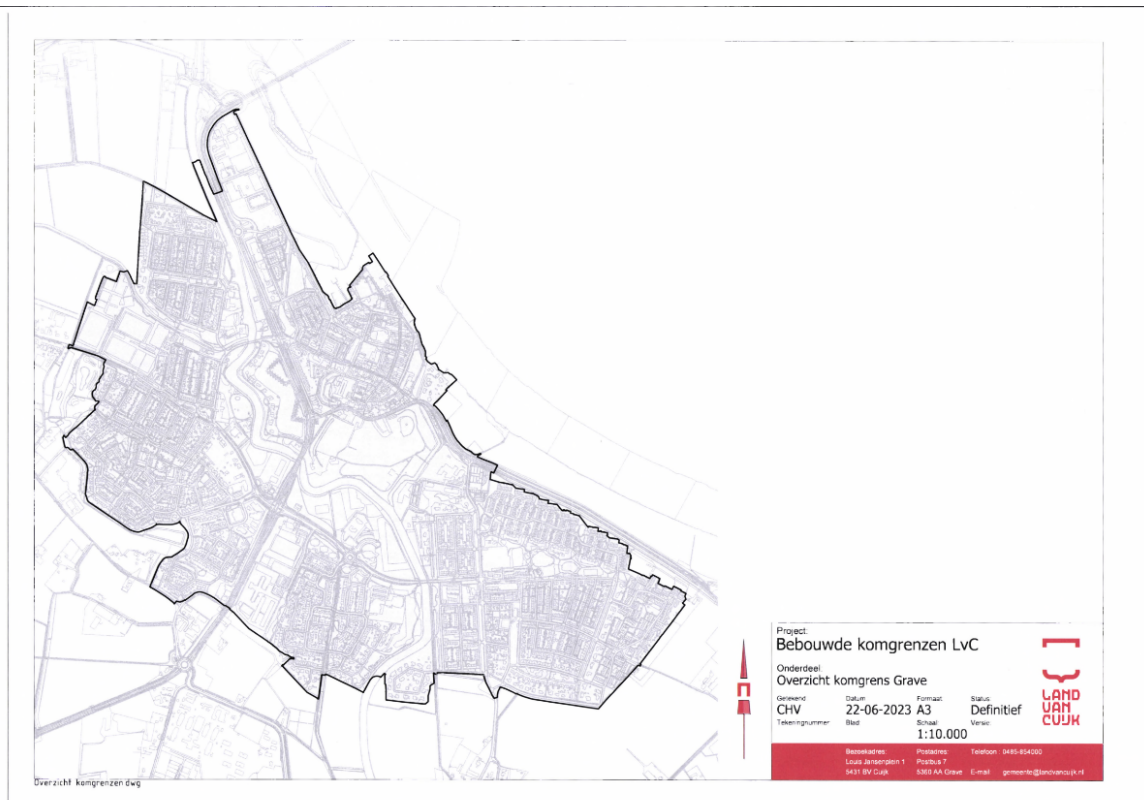 Project:
Bebouwde komgrenzen LvC
Onderdeel:
Overzicht komgrens Grave
Getekend Datum Formaat Status
CHV 22-06-2023 A3 Definitief
Tekeningnummer Blad Schaal Versie
1:10.000
LAND
VAN
CUIJK
Bezoekadres: Postadres: Telefoon : 0485-854000
Louis Jansenplein 1 Postbus 7
5431 BV Cuijk 5360 AA Grave E-mail: gemeente@landvancuijk.nl
Overzicht komgrenzen dwg